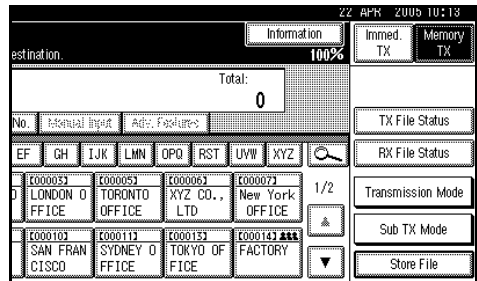 22 APR 2005 10:13
Information
Immed. TX
Memory TX
estination.
100%
Total:
0
No.
Manual Input
Adv. Features
TX File Status
EF
GH
IJK
LMN
OPQ
RST
UVW
XYZ
RX File Status
[00003]
LONDON O
FFICE
[00005]
TORONTO
OFFICE
[00006]
XYZ CO.,
LTD
[00007]
New York
OFFICE
1/2
Transmission Mode
[00010]
SAN FRAN
CISCO
[00011]
SYDNEY O
FFICE
[00013]
TOKYO OF
FICE
[00014]
FACTORY
Sub TX Mode
Store File